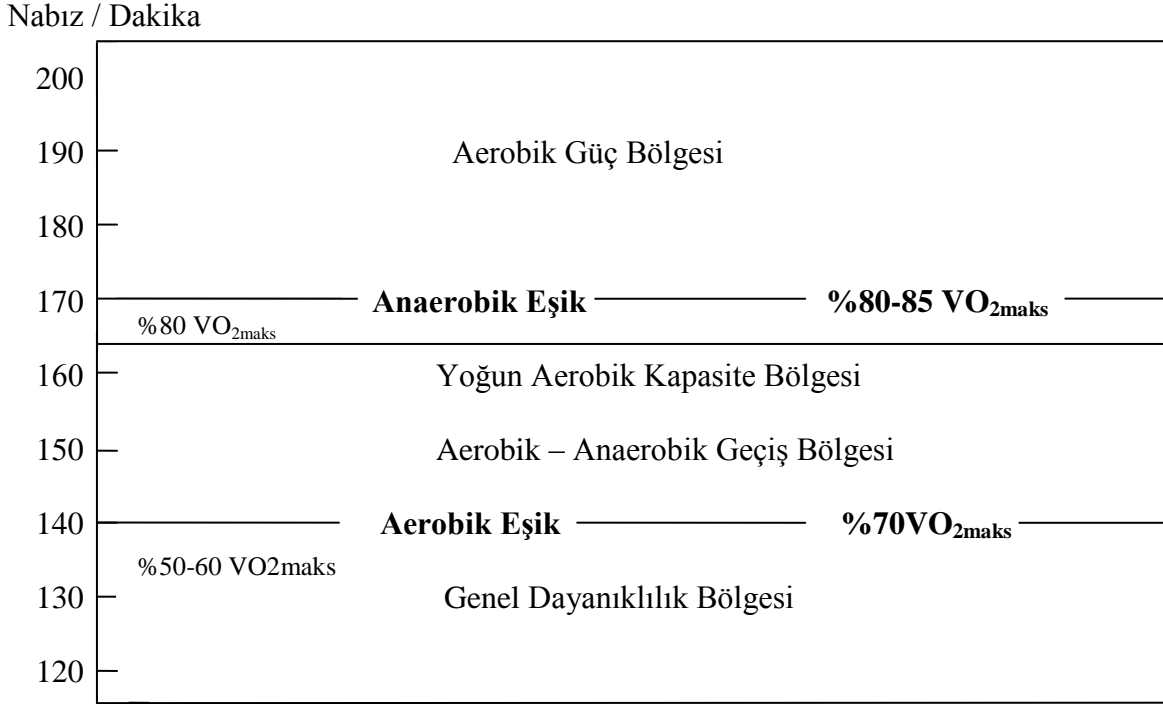 Nabız / Dakika
200
190 Aerobik Güç Bölgesi
180
170 Anaerobik Eşik %80-85 VO2maks
%80 VO2maks
160 Yoğun Aerobik Kapasite Bölgesi
150 Aerobik – Anaerobik Geçiş Bölgesi
140 Aerobik Eşik %70VO2maks
%50-60 VO2maks
130 Genel Dayanıklılık Bölgesi
120